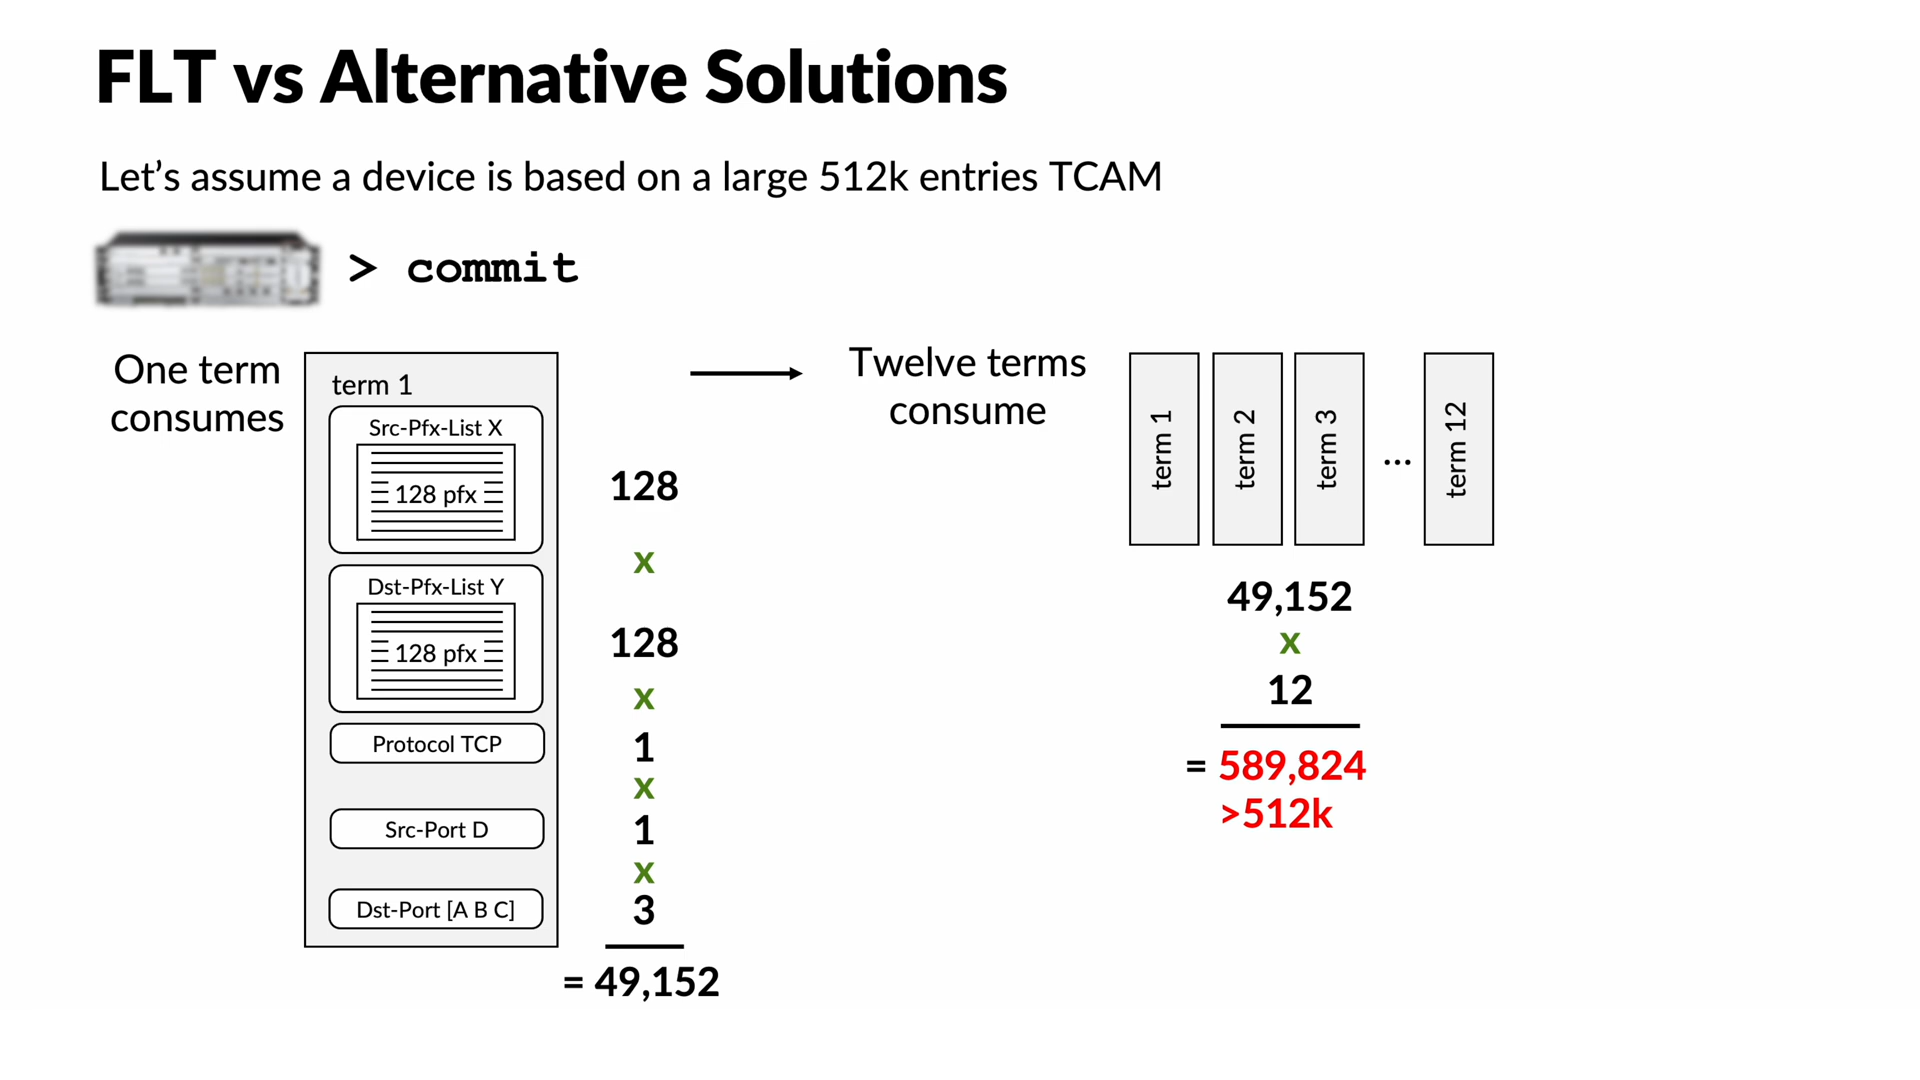 FLT vs Alternative Solutions
Let’s assume a device is based on a large 512k entries TCAM
> commit
One term
consumes
term 1
Src-Pfx-List X
128 pfx
Dst-Pfx-List Y
128 pfx
Protocol TCP
Src-Port D
Dst-Port [A B C]
128
x
128
x
1
x
1
x
3
= 49,152
Twelve terms
consume
term 1
term 2
term 3
...
term 12
49,152
x
12
= 589,824
>512k